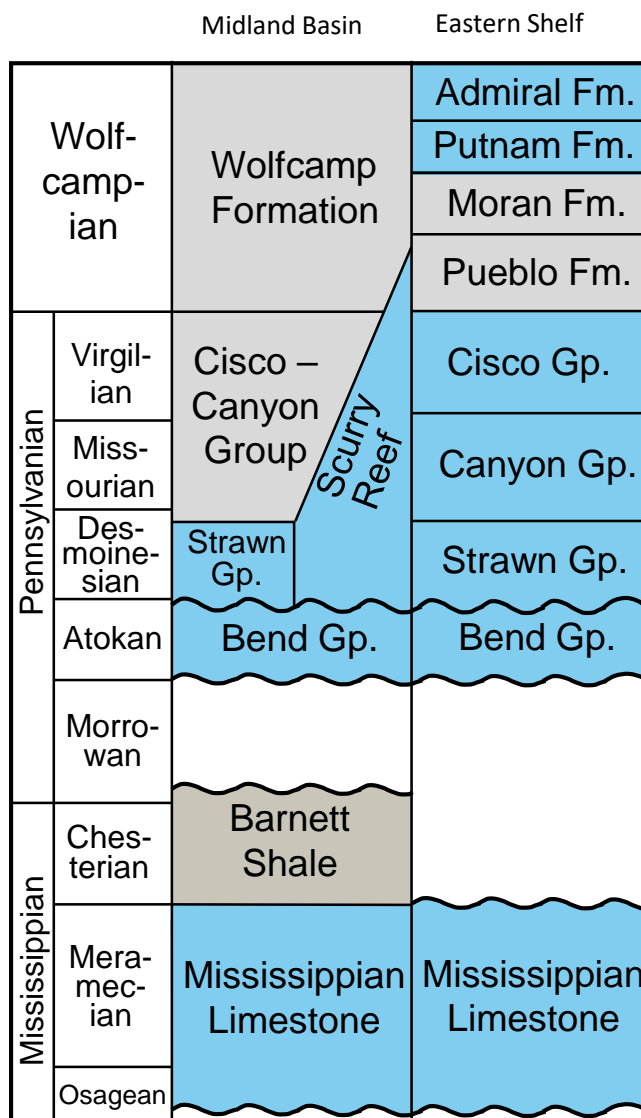 Midland Basin
Eastern Shelf
Wolf-
camp-
ian
Wolfcamp
Formation
Admiral Fm.
Putnam Fm.
Moran Fm.
Pueblo Fm.
Pennsylvanian
Virgil-
ian
Cisco –
Canyon
Group
Scurry
Reef
Cisco Gp.
Miss-
ourian
Canyon Gp.
Des-
moine-
sian
Strawn
Gp.
Strawn Gp.
Atokan
Bend Gp.
Bend Gp.
Morro-
wan
Mississippian
Ches-
terian
Barnett
Shale
Mera-
mec-
ian
Mississippian
Limestone
Mississippian
Limestone
Osagean